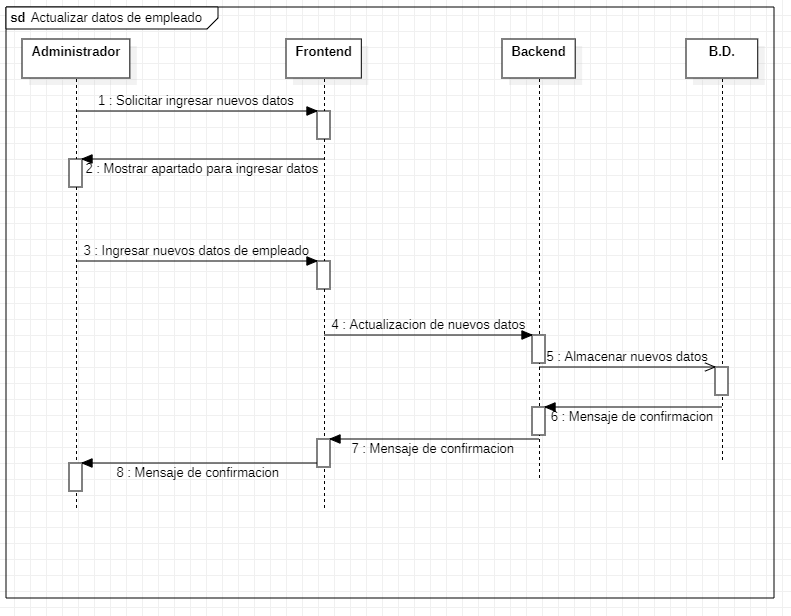 sd Actualizar datos de empleado
Administrador
Frontend
Backend
B.D.
1 : Solicitar ingresar nuevos datos
2 : Mostrar apartado para ingresar datos
3 : Ingresar nuevos datos de empleado
4 : Actualizacion de nuevos datos
5 : Almacenar nuevos datos
6 : Mensaje de confirmacion
7 : Mensaje de confirmacion
8 : Mensaje de confirmacion